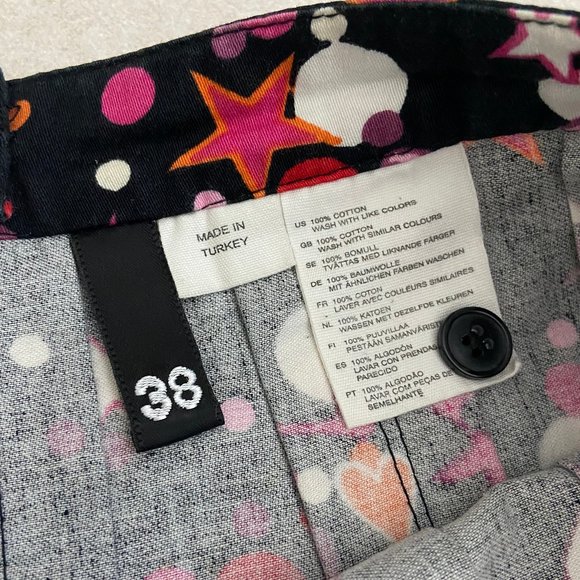 MADE IN
TURKEY
38
US 100% COTTON
WASH WITH LIKE COLORS
GB 100% COTTON
WASH WITH SIMILAR COLOURS
SE 100% BOMULL
TVÄTTAS MED LIKNANDE FÄRGER
DE 100% BAUMWOLLE
MIT ÄHNLICHEN FARBEN WASCHEN
FR 100% COTON
LAVER AVEC COULEURS SIMILAIRES
NL 100% KATOEN
WASSEN MET DEZELFDE KLEUREN
FI 100% PUUVILLAA
PESTÄÄN SAMANVÄRIST
ES 100% ALGODÓN
LAVAR CON PRENDAS
PARECIDO
PT 100% ALGODÃO
LAVAR COM PEÇAS DE
SEMELHANTE